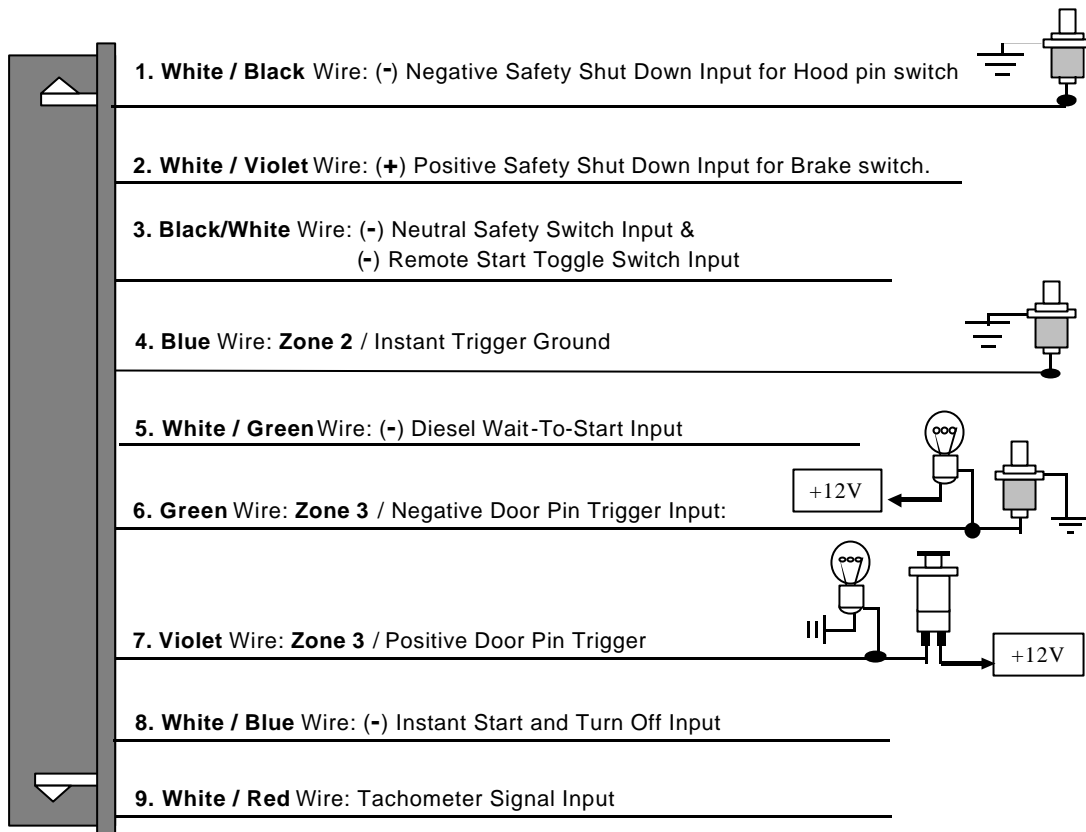 1. White / Black Wire: (-) Negative Safety Shut Down Input for Hood pin switch
2. White / Violet Wire: (+) Positive Safety Shut Down Input for Brake switch.
3. Black/White Wire: (-) Neutral Safety Switch Input &
(-) Remote Start Toggle Switch Input
4. Blue Wire: Zone 2 / Instant Trigger Ground
5. White / Green Wire: (-) Diesel Wait-To-Start Input
+12V
6. Green Wire: Zone 3 / Negative Door Pin Trigger Input:
7. Violet Wire: Zone 3 / Positive Door Pin Trigger
+12V
8. White / Blue Wire: (-) Instant Start and Turn Off Input
9. White / Red Wire: Tachometer Signal Input